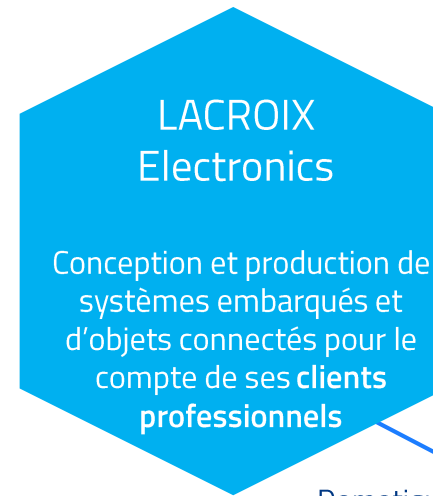 LACROIX
Electronics
Conception et production de
systèmes embarqués et
d'objets connectés pour le
compte de ses clients
professionnels